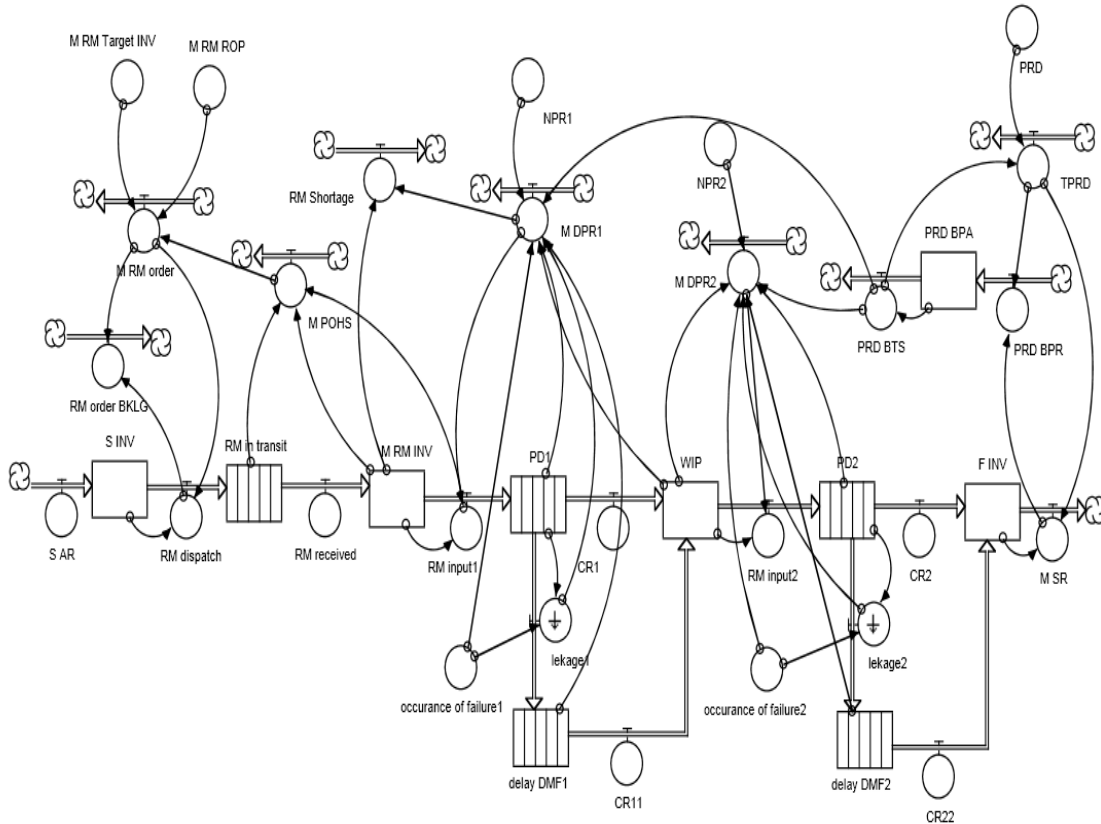 M RM Target INV
M RM ROP
PRD
NPR1
NPR2
RM Shortage
M DPR1
TPRD
M RM order
M DPR2
PRD BPA
M POHS
PRD BTS
PRD BPR
RM order BKLG
S INV
RM in transit
M RM INV
PD1
WIP
PD2
F INV
S AR
RM dispatch
RM received
RM input1
CR1
RM input2
CR2
M SR
lekage1
lekage2
occurance of failure1
occurance of failure2
delay DMF1
CR11
delay DMF2
CR22